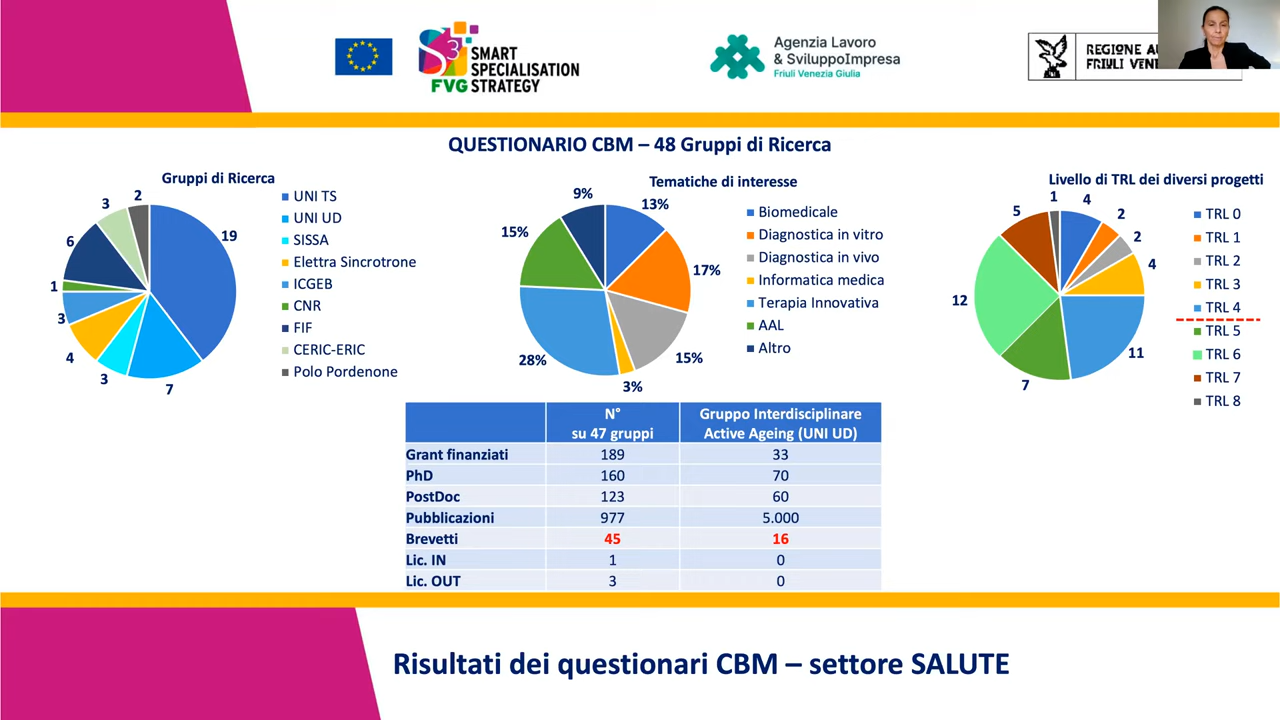 S3
SMART
SPECIALISATION
FVG STRATEGY
Agenzia Lavoro
& SviluppoImpresa
Friuli Venezia Giulia
REGIONE
QUESTIONARIO CBM – 48 Gruppi di Ricerca
Gruppi di Ricerca
19
7
3
4
3
1
6
3
2
UNI TS
UNI UD
SISSA
Elettra Sincrotrone
ICGEB
CNR
FIF
CERIC-ERIC
Polo Pordenone
Tematiche di interesse
13%
17%
15%
3%
28%
15%
9%
Biomedicale
Diagnostica in vitro
Diagnostica in vivo
Informatica medica
Terapia Innovativa
AAL
Altro
Livello di TRL dei diversi progetti
4
2
2
4
11
7
12
5
1
TRL 0
TRL 1
TRL 2
TRL 3
TRL 4
TRL 5
TRL 6
TRL 7
TRL 8
N° su 47 gruppi Gruppo Interdisciplinare Active Ageing (UNI UD)
Grant finanziati 189 33
PhD 160 70
PostDoc 123 60
Pubblicazioni 977 5.000
Brevetti 45 16
Lic. IN 1 0
Lic. OUT 3 0
Risultati dei questionari CBM – settore SALUTE